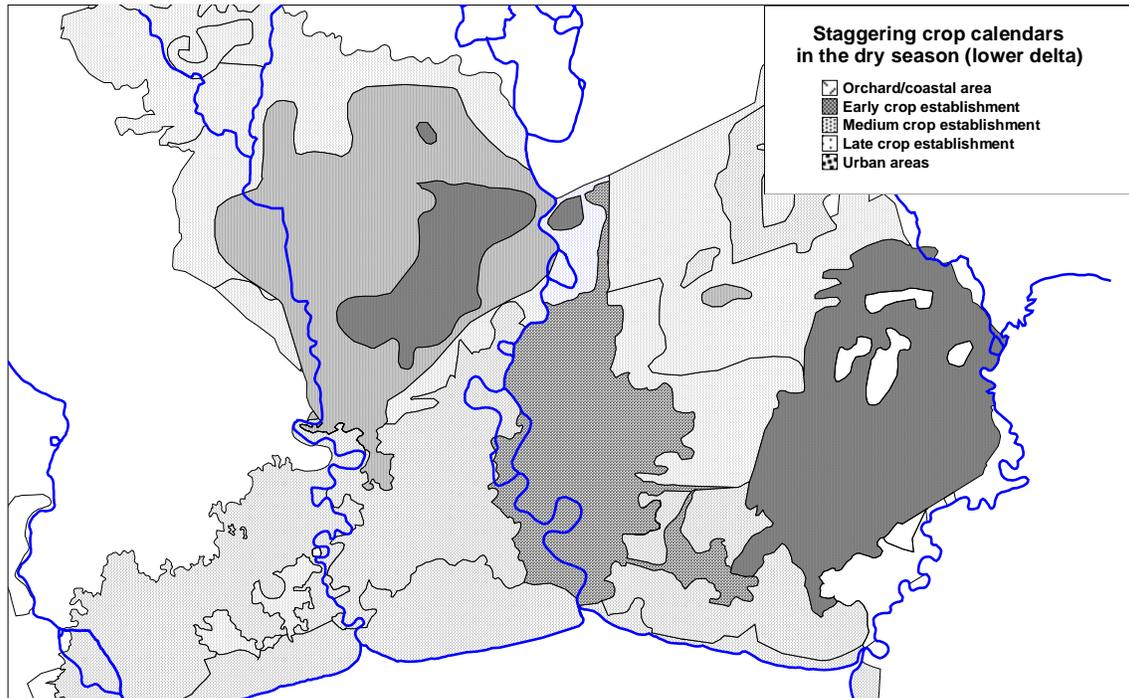 Staggering crop calendars
in the dry season (lower delta)
Orchard/coastal area
Early crop establishment
Medium crop establishment
Late crop establishment
Urban areas